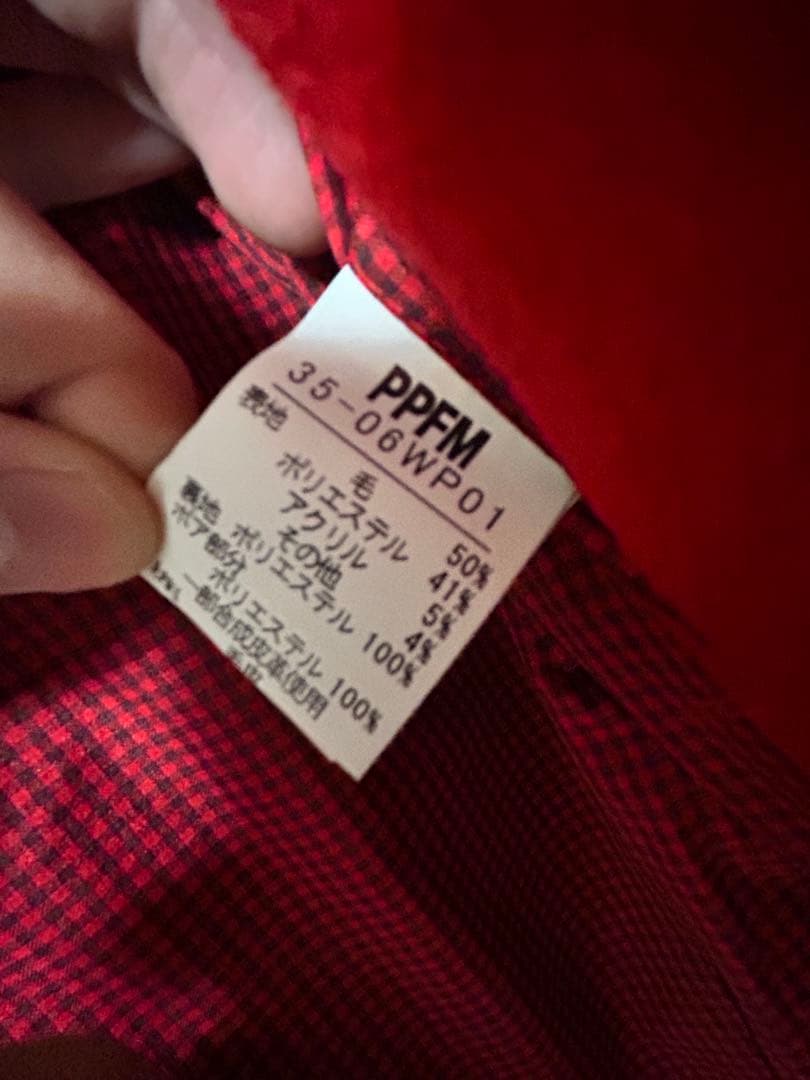 PPFM
35-06WP01
表地
毛 50%
ポリエステル 41%
アクリル 5%
その他 4%
裏地 ポリエステル 100%
ボア部分
ポリエステル 100%
一部合成皮革使用